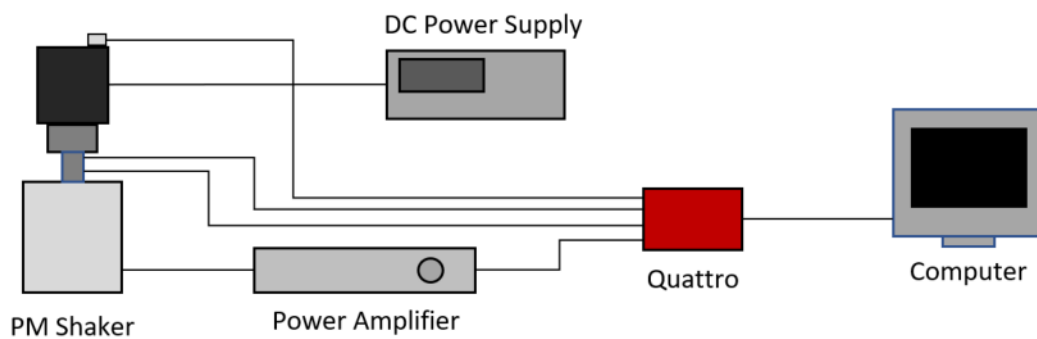 DC Power Supply
Quattro
Computer
PM Shaker
Power Amplifier